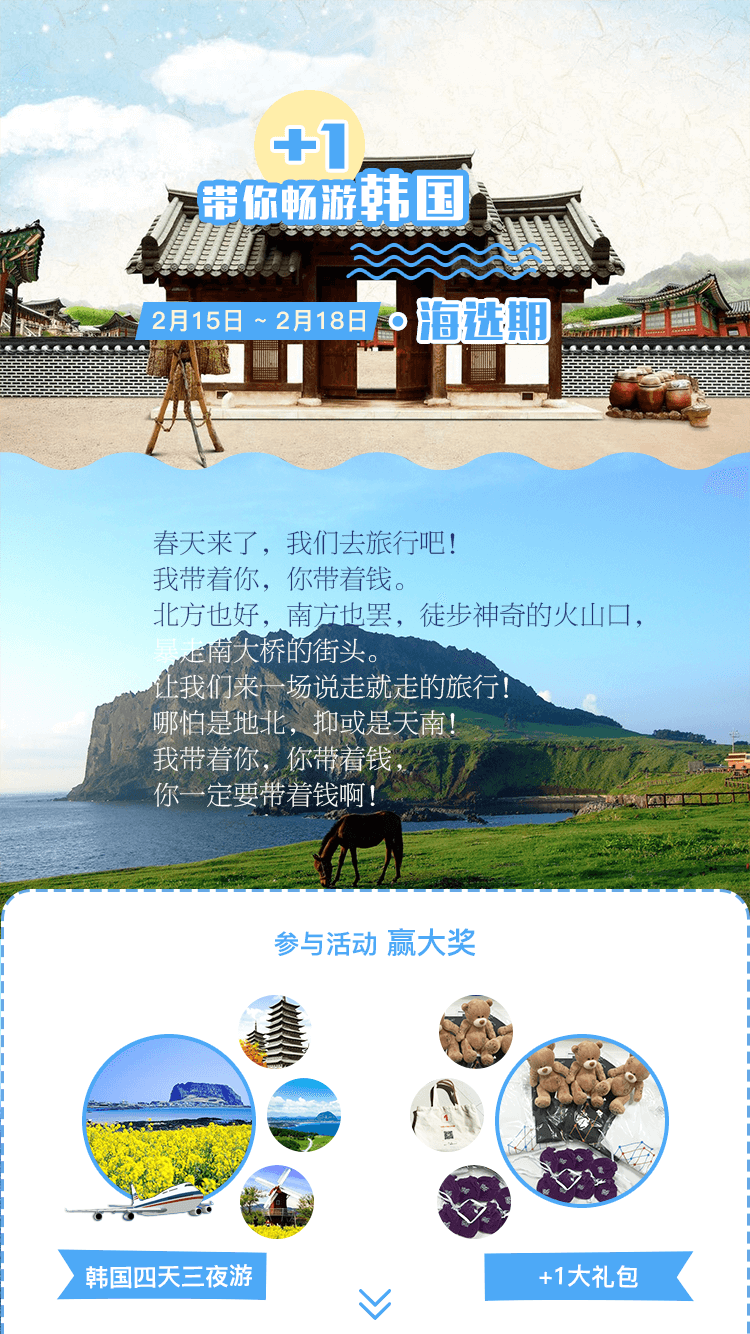 +1
带你畅游韩国
2月15日 ~ 2月18日 · 海选期
春天来了，我们去旅行吧！
我带着你，你带着钱。
北方也好，南方也罢，徒步神奇的火山口，
暴走南大桥的街头。
让我们来一场说走就走的旅行！
哪怕是地北，抑或是天南！
我带着你，你带着钱，
你一定要带着钱啊！
参与活动 赢大奖
韩国四天三夜游
+1大礼包